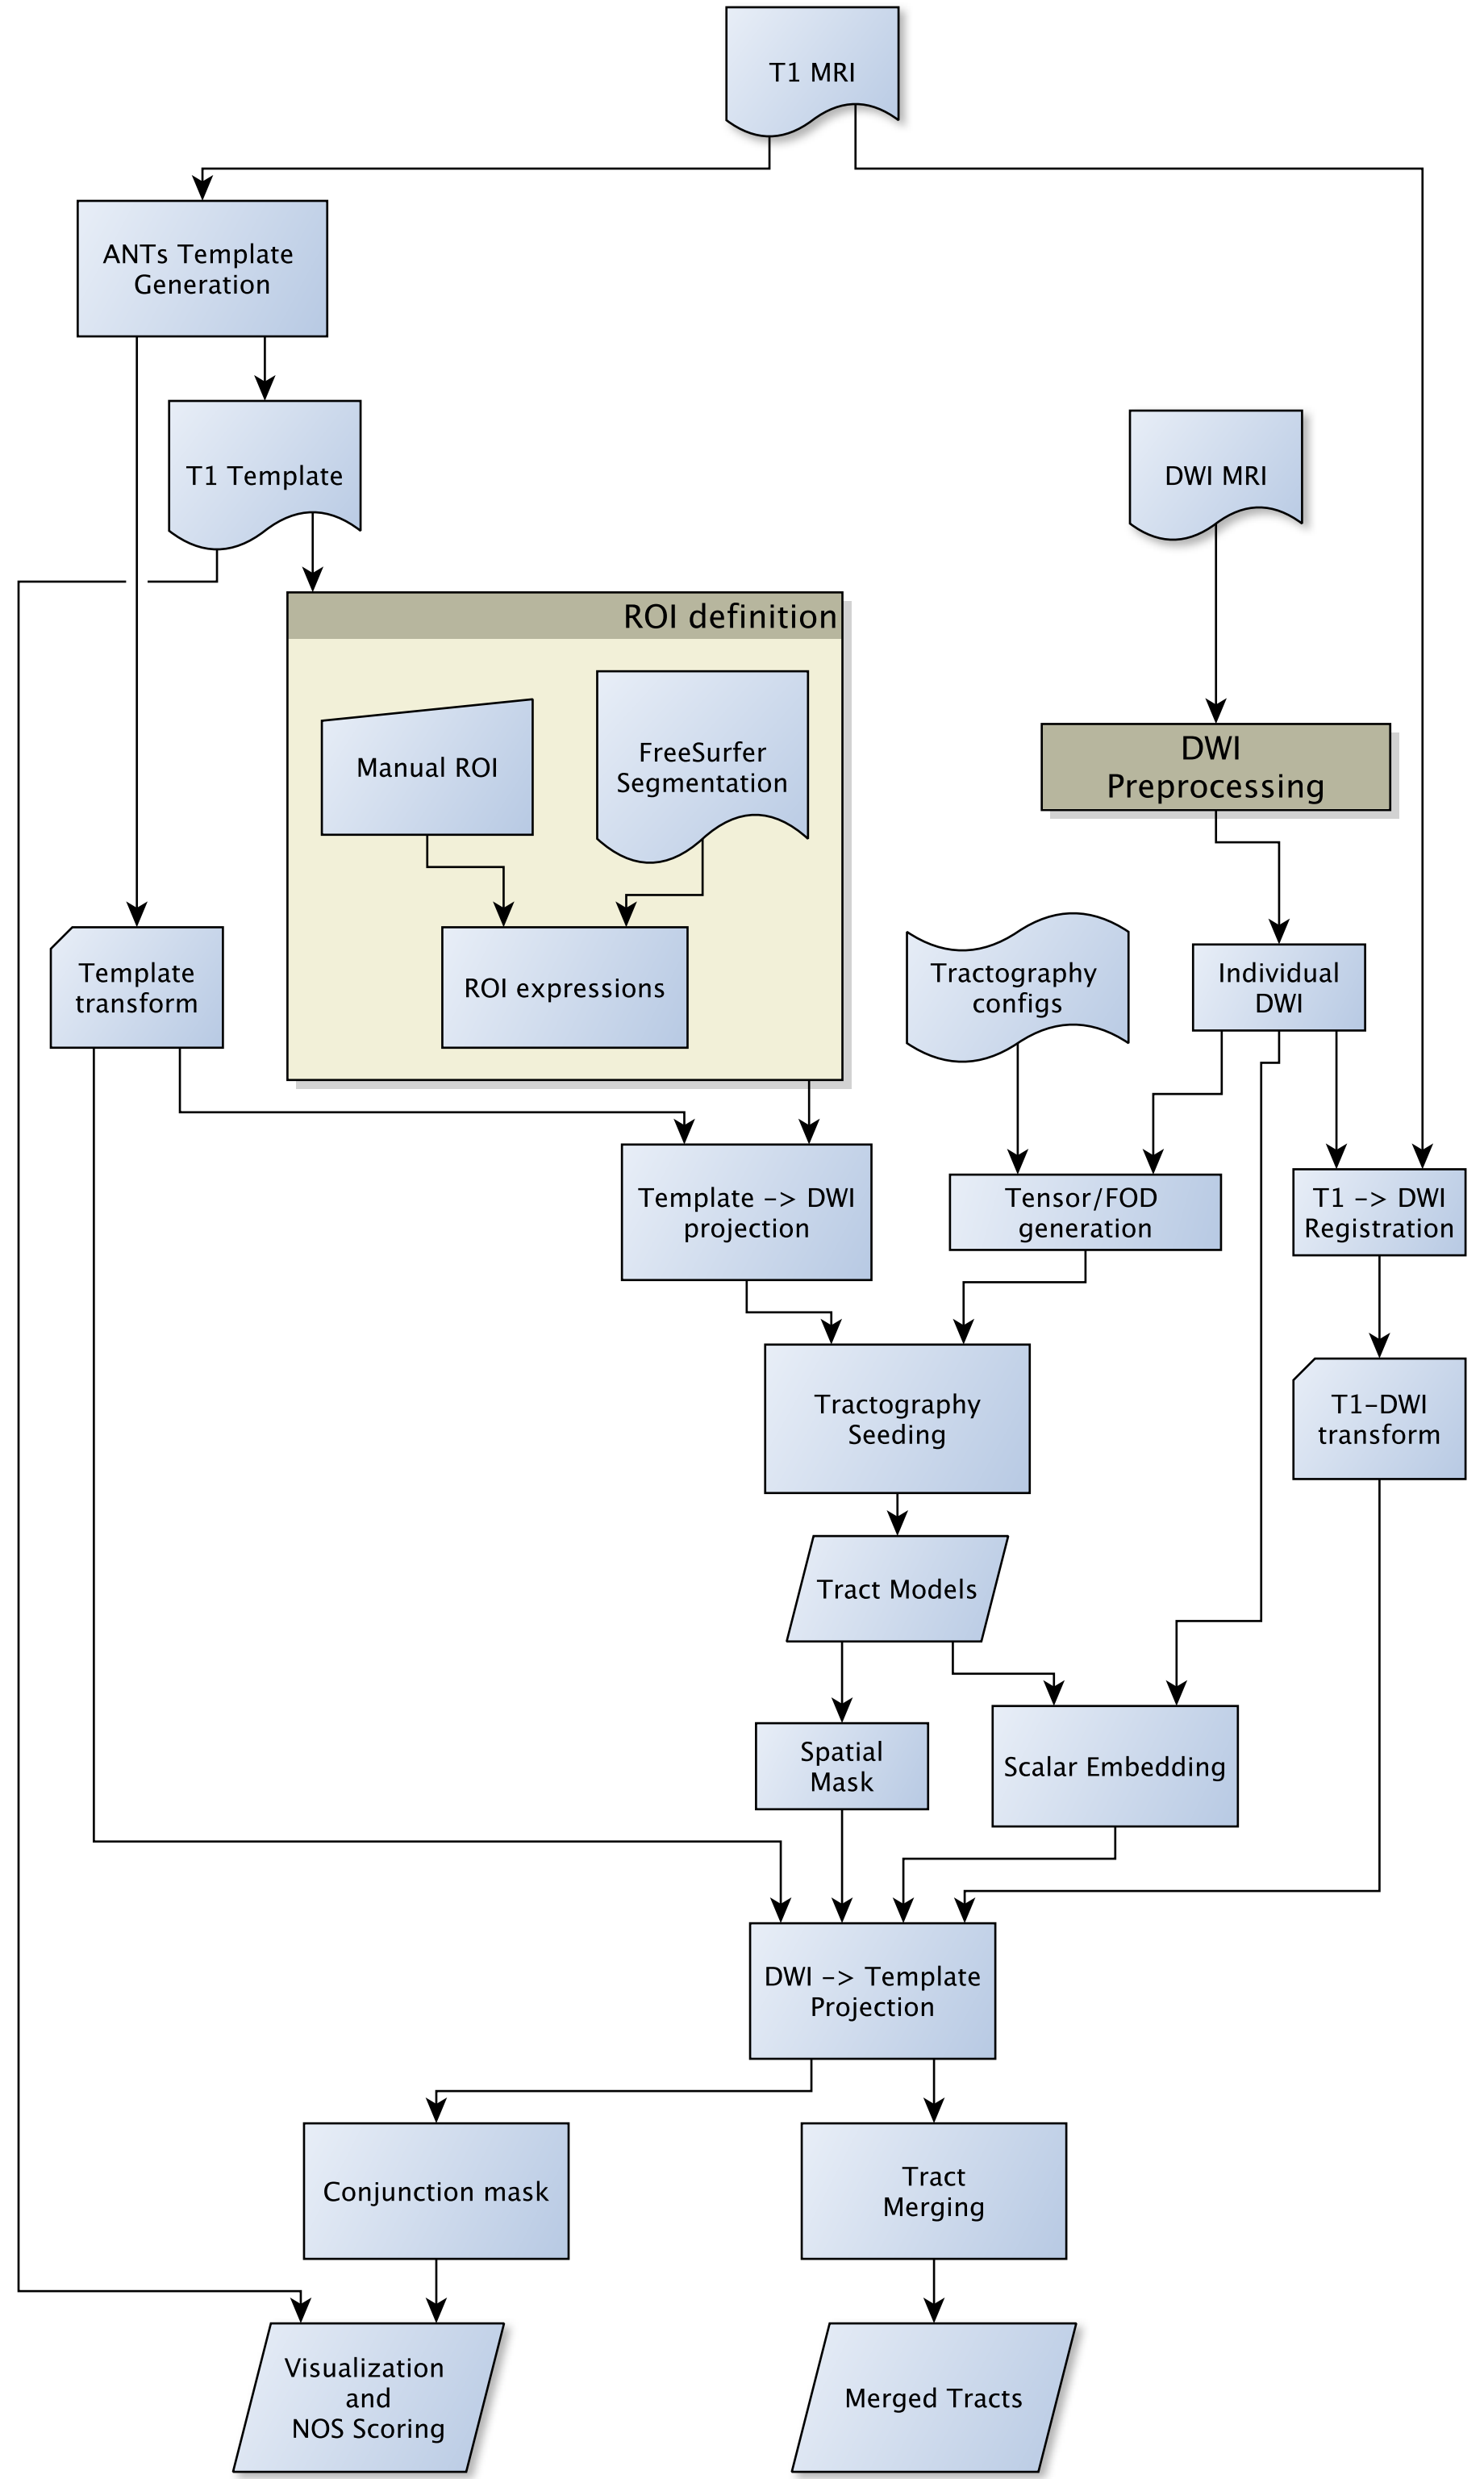 T1 MRI
ANTs Template
Generation
T1 Template
DWI MRI
ROI definition
Manual ROI
FreeSurfer
Segmentation
DWI
Preprocessing
Template
transform
ROI expressions
Tractography
configs
Individual
DWI
Template -> DWI
projection
Tensor/FOD
generation
T1 -> DWI
Registration
Tractography
Seeding
T1-DWI
transform
Tract Models
Spatial
Mask
Scalar Embedding
DWI -> Template
Projection
Conjunction mask
Tract
Merging
Visualization
and
NOS Scoring
Merged Tracts